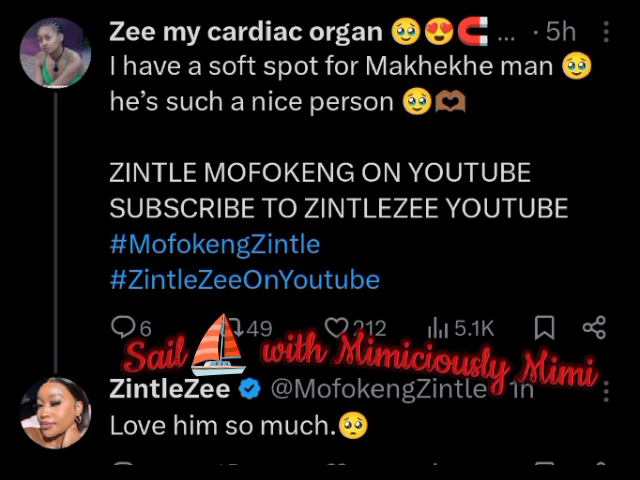 Zee my cardiac organ 🥹😍🧲 ... · 5h
I have a soft spot for Makhekhe man 🥹
he's such a nice person 🥹🫶🏾
ZINTLE MOFOKENG ON YOUTUBE
SUBSCRIBE TO ZINTLEZEE YOUTUBE
#MofokengZintle
#ZintleZeeOnYoutube
6 49 212 5.1K
Sail ⛵ with Mimiciously Mimi
ZintleZee @MofokengZintle 1h
Love him so much.🥺